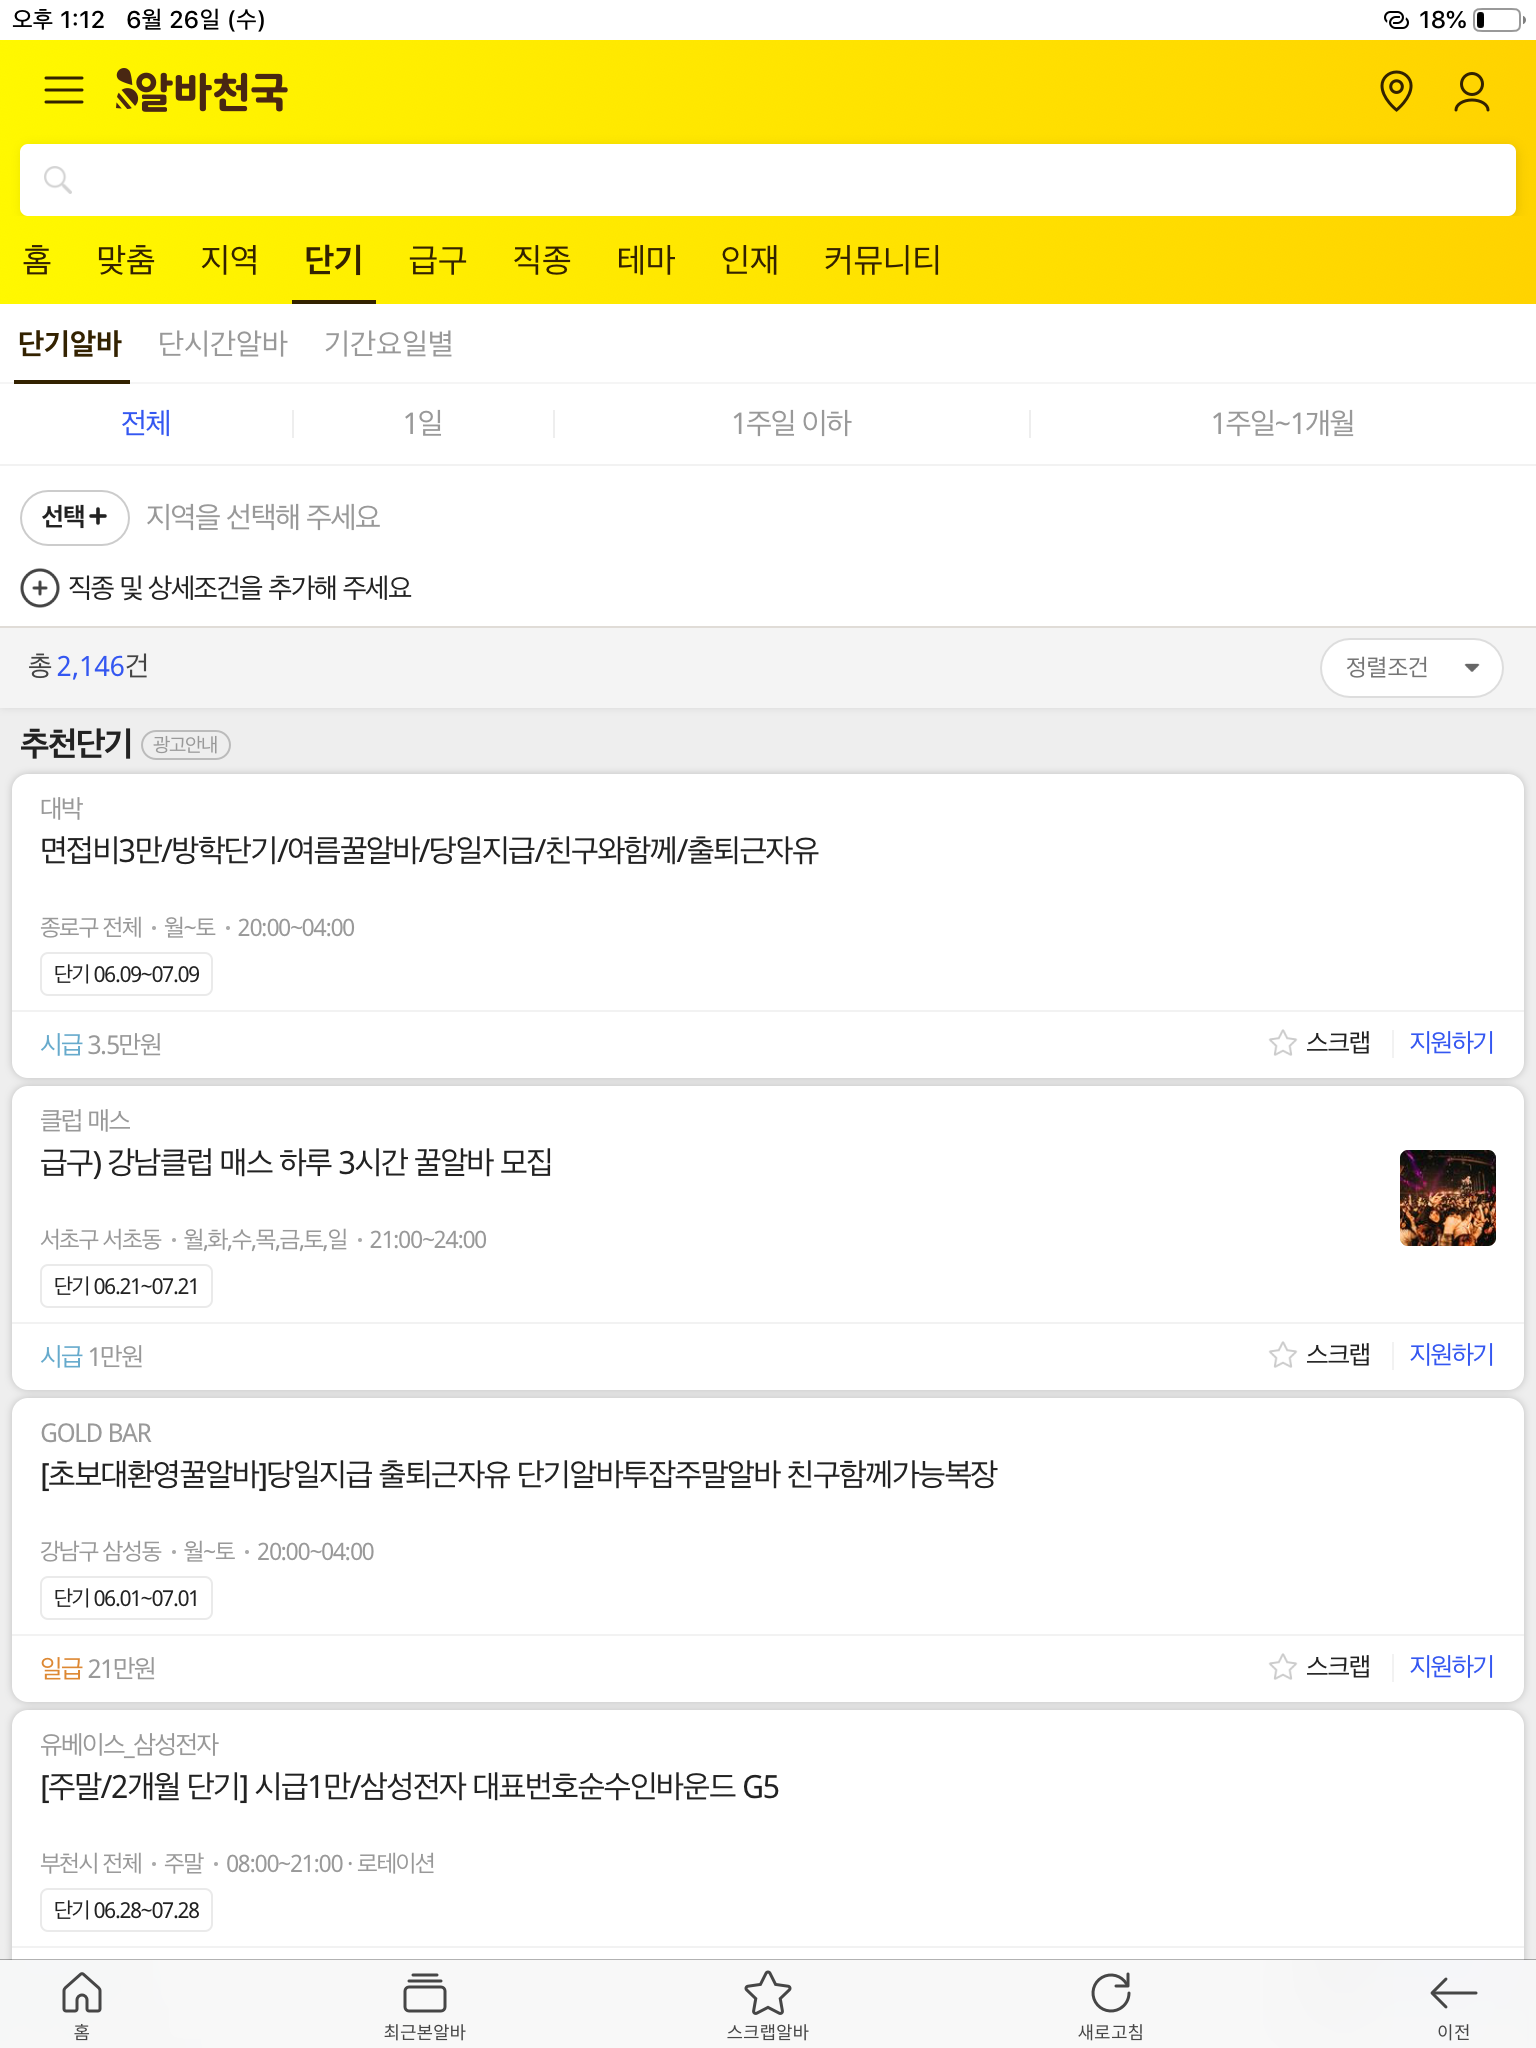 오후 1:12 6월 26일 (수) 18%
알바천국
홈 맞춤 지역 단기 급구 직종 테마 인재 커뮤니티
단기알바 단시간알바 기간요일별
전체 1일 1주일 이하 1주일~1개월
선택+ 지역을 선택해 주세요
직종 및 상세조건을 추가해 주세요
총 2,146건 정렬조건
추천단기 광고안내
대박
면접비3만/방학단기/여름꿀알바/당일지급/친구와함께/출퇴근자유
종로구 전체 · 월~토 · 20:00~04:00
단기 06.09~07.09
시급 3.5만원 스크랩 지원하기
클럽 매스
급구) 강남클럽 매스 하루 3시간 꿀알바 모집
서초구 서초동 · 월,화,수,목,금,토,일 · 21:00~24:00
단기 06.21~07.21
시급 1만원 스크랩 지원하기
GOLD BAR
[초보대환영꿀알바]당일지급 출퇴근자유 단기알바투잡주말알바 친구함께가능복장
강남구 삼성동 · 월~토 · 20:00~04:00
단기 06.01~07.01
일급 21만원 스크랩 지원하기
유베이스_삼성전자
[주말/2개월 단기] 시급1만/삼성전자 대표번호순수인바운드 G5
부천시 전체 · 주말 · 08:00~21:00 · 로테이션
단기 06.28~07.28
홈 최근본알바 스크랩알바 새로고침 이전